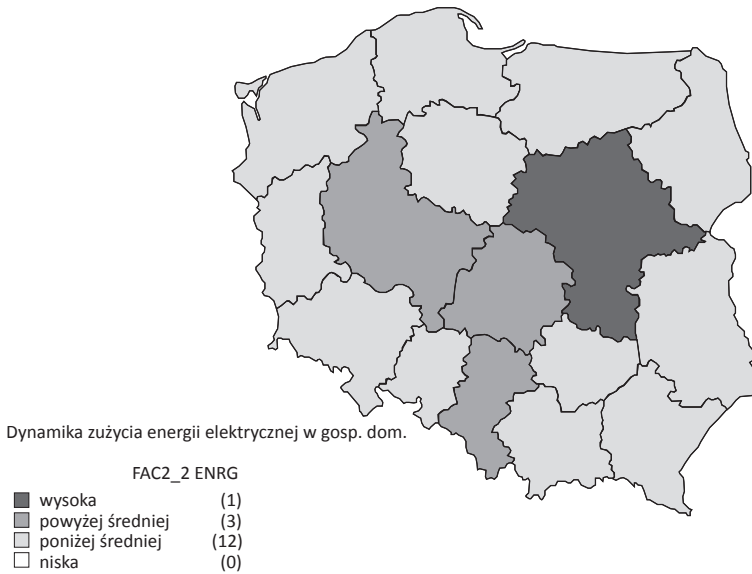 Dynamika zużycia energii elektrycznej w gosp. dom.
FAC2_2 ENRG
wysoka (1)
powyżej średniej (3)
poniżej średniej (12)
niska (0)